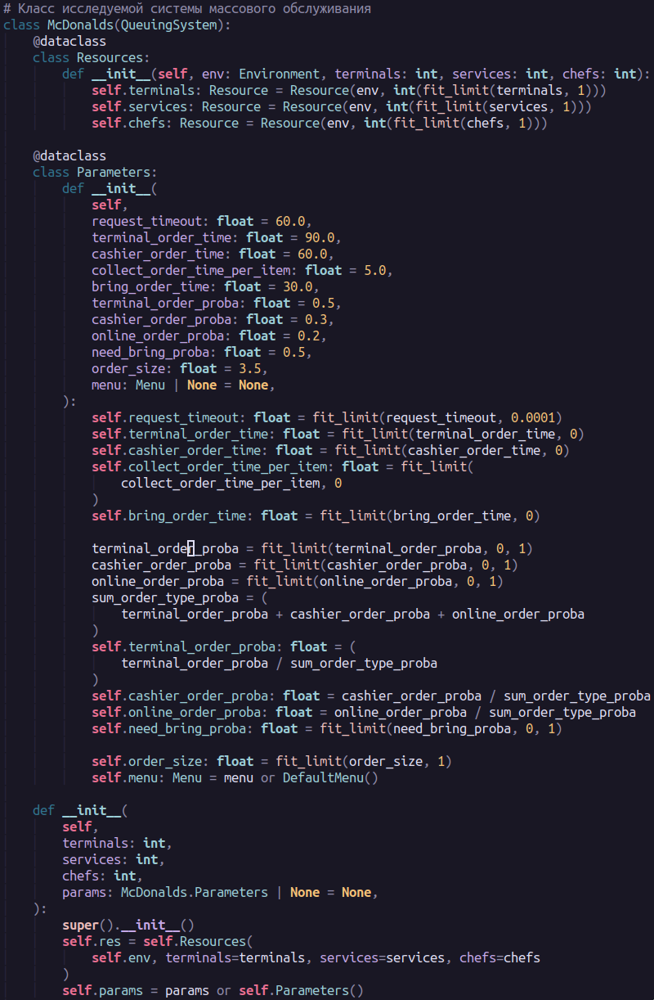 # Класс исследуемой системы массового обслуживания
class McDonalds(QueuingSystem):
    @dataclass
    class Resources:
        def __init__(self, env: Environment, terminals: int, services: int, chefs: int):
            self.terminals: Resource = Resource(env, int(fit_limit(terminals, 1)))
            self.services: Resource = Resource(env, int(fit_limit(services, 1)))
            self.chefs: Resource = Resource(env, int(fit_limit(chefs, 1)))

    @dataclass
    class Parameters:
        def __init__(
            self,
            request_timeout: float = 60.0,
            terminal_order_time: float = 90.0,
            cashier_order_time: float = 60.0,
            collect_order_time_per_item: float = 5.0,
            bring_order_time: float = 30.0,
            terminal_order_proba: float = 0.5,
            cashier_order_proba: float = 0.3,
            online_order_proba: float = 0.2,
            need_bring_proba: float = 0.5,
            order_size: float = 3.5,
            menu: Menu | None = None,
        ):
            self.request_timeout: float = fit_limit(request_timeout, 0.0001)
            self.terminal_order_time: float = fit_limit(terminal_order_time, 0)
            self.cashier_order_time: float = fit_limit(cashier_order_time, 0)
            self.collect_order_time_per_item: float = fit_limit(
                collect_order_time_per_item, 0
            )
            self.bring_order_time: float = fit_limit(bring_order_time, 0)

            terminal_order_proba = fit_limit(terminal_order_proba, 0, 1)
            cashier_order_proba = fit_limit(cashier_order_proba, 0, 1)
            online_order_proba = fit_limit(online_order_proba, 0, 1)
            sum_order_type_proba = (
                terminal_order_proba + cashier_order_proba + online_order_proba
            )
            self.terminal_order_proba: float = (
                terminal_order_proba / sum_order_type_proba
            )
            self.cashier_order_proba: float = cashier_order_proba / sum_order_type_proba
            self.online_order_proba: float = online_order_proba / sum_order_type_proba
            self.need_bring_proba: float = fit_limit(need_bring_proba, 0, 1)

            self.order_size: float = fit_limit(order_size, 1)
            self.menu: Menu = menu or DefaultMenu()

    def __init__(
        self,
        terminals: int,
        services: int,
        chefs: int,
        params: McDonalds.Parameters | None = None,
    ):
        super().__init__()
        self.res = self.Resources(
            self.env, terminals=terminals, services=services, chefs=chefs
        )
        self.params = params or self.Parameters()